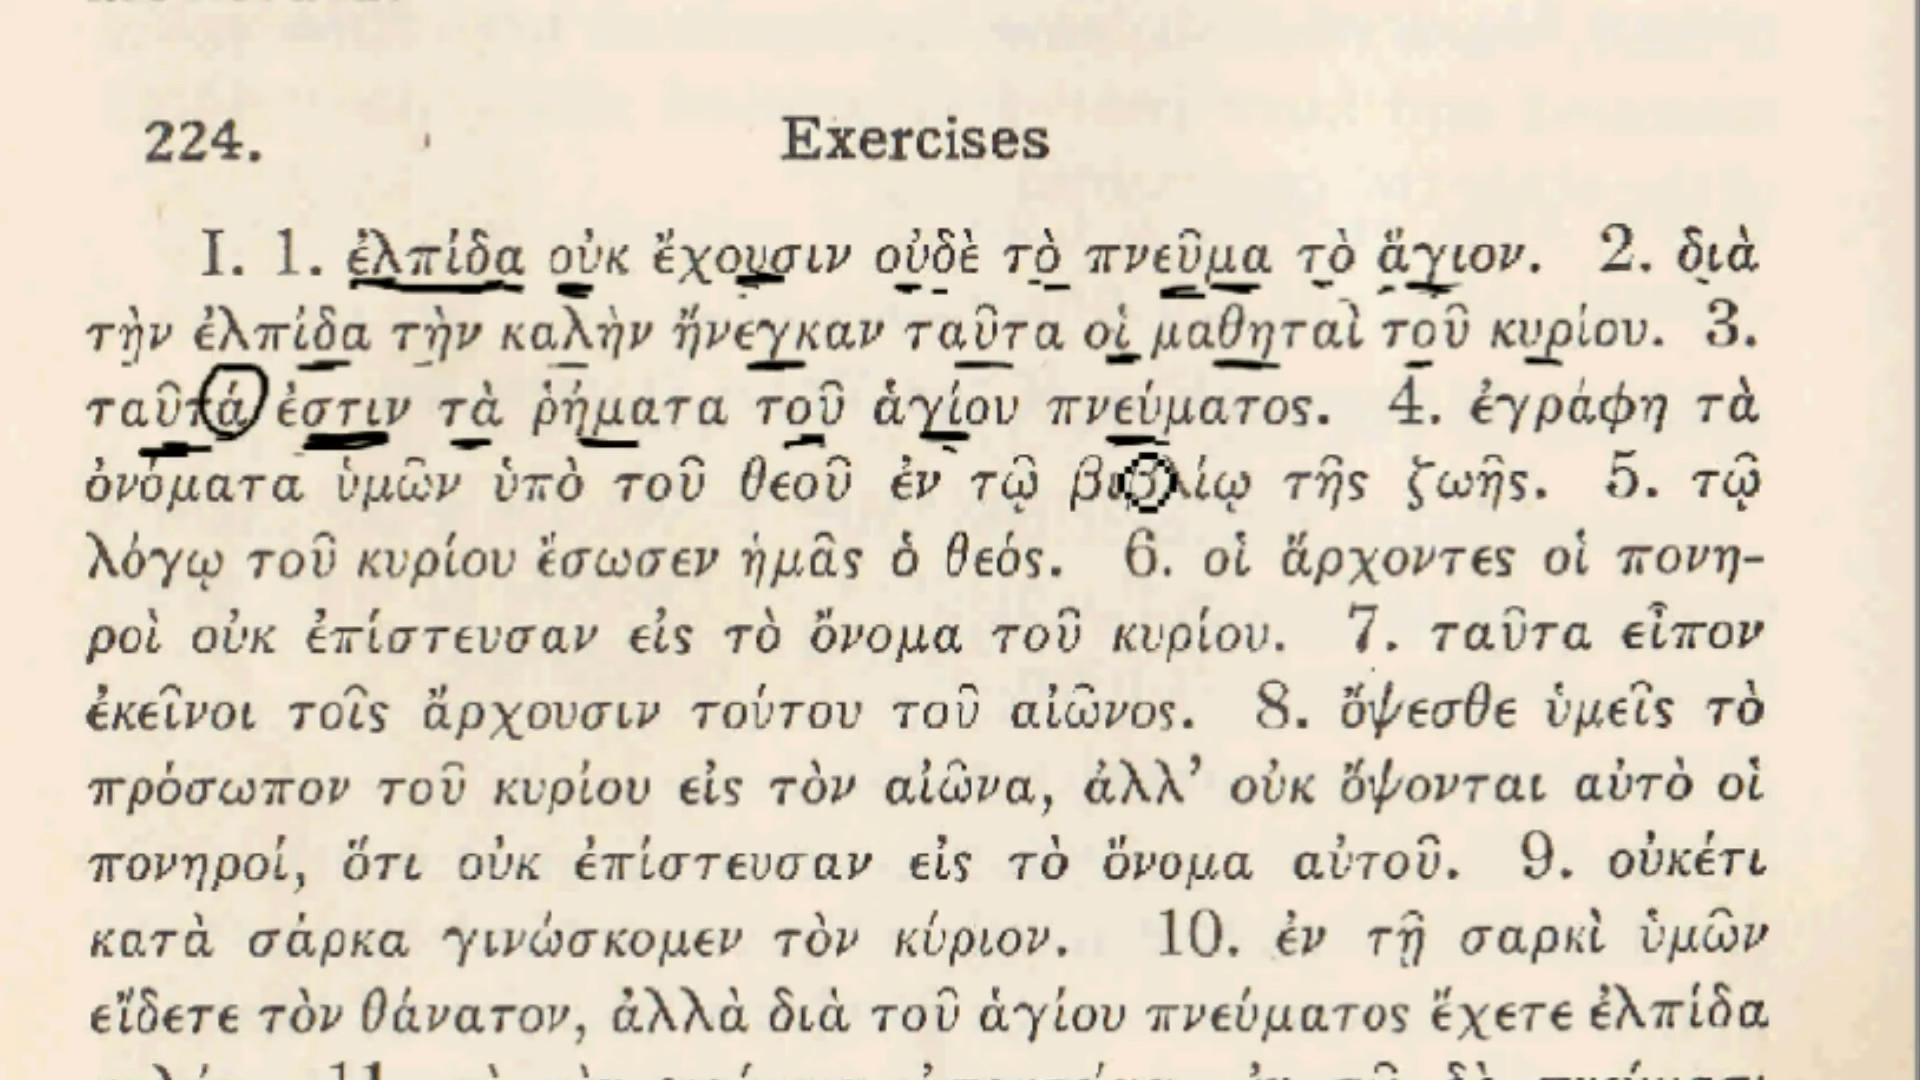 224. Exercises
I. 1. ἐλπίδα οὐκ ἔχουσιν οὐδὲ τὸ πνεῦμα τὸ ἅγιον. 2. διὰ
τὴν ἐλπίδα τὴν καλὴν ἤνεγκαν ταῦτα οἱ μαθηταὶ τοῦ κυρίου. 3.
ταῦτά ἐστιν τὰ ῥήματα τοῦ ἁγίου πνεύματος. 4. ἐγράφη τὰ
ὀνόματα ὑμῶν ὑπὸ τοῦ θεοῦ ἐν τῷ βιβλίῳ τῆς ζωῆς. 5. τῷ
λόγῳ τοῦ κυρίου ἔσωσεν ἡμᾶς ὁ θεός. 6. οἱ ἄρχοντες οἱ πονη-
ροὶ οὐκ ἐπίστευσαν εἰς τὸ ὄνομα τοῦ κυρίου. 7. ταῦτα εἶπον
ἐκεῖνοι τοῖς ἄρχουσιν τούτου τοῦ αἰῶνος. 8. ὄψεσθε ὑμεῖς τὸ
πρόσωπον τοῦ κυρίου εἰς τὸν αἰῶνα, ἀλλ’ οὐκ ὄψονται αὐτὸ οἱ
πονηροί, ὅτι οὐκ ἐπίστευσαν εἰς τὸ ὄνομα αὐτοῦ. 9. οὐκέτι
κατὰ σάρκα γινώσκομεν τὸν κύριον. 10. ἐν τῇ σαρκὶ ὑμῶν
εἴδετε τὸν θάνατον, ἀλλὰ διὰ τοῦ ἁγίου πνεύματος ἔχετε ἐλπίδα